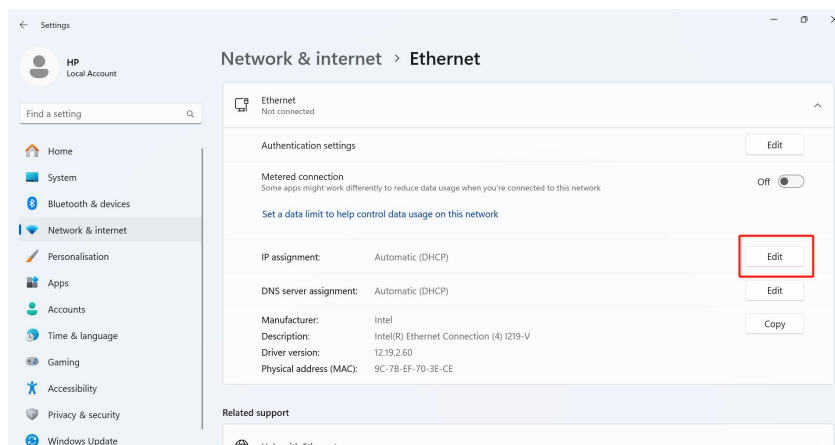 Settings
HP
Local Account
Find a setting
Home
System
Bluetooth & devices
Network & internet
Personalisation
Apps
Accounts
Time & language
Gaming
Accessibility
Privacy & security
Windows Update
Network & internet > Ethernet
Ethernet
Not connected
Authentication settings Edit
Metered connection
Some apps might work differently to reduce data usage when you're connected to this network
Off
Set a data limit to help control data usage on this network
IP assignment: Automatic (DHCP) Edit
DNS server assignment: Automatic (DHCP) Edit
Manufacturer: Intel Copy
Description: Intel(R) Ethernet Connection (4) I219-V
Driver version: 12.19.2.60
Physical address (MAC): 9C-7B-EF-70-3E-CE
Related support